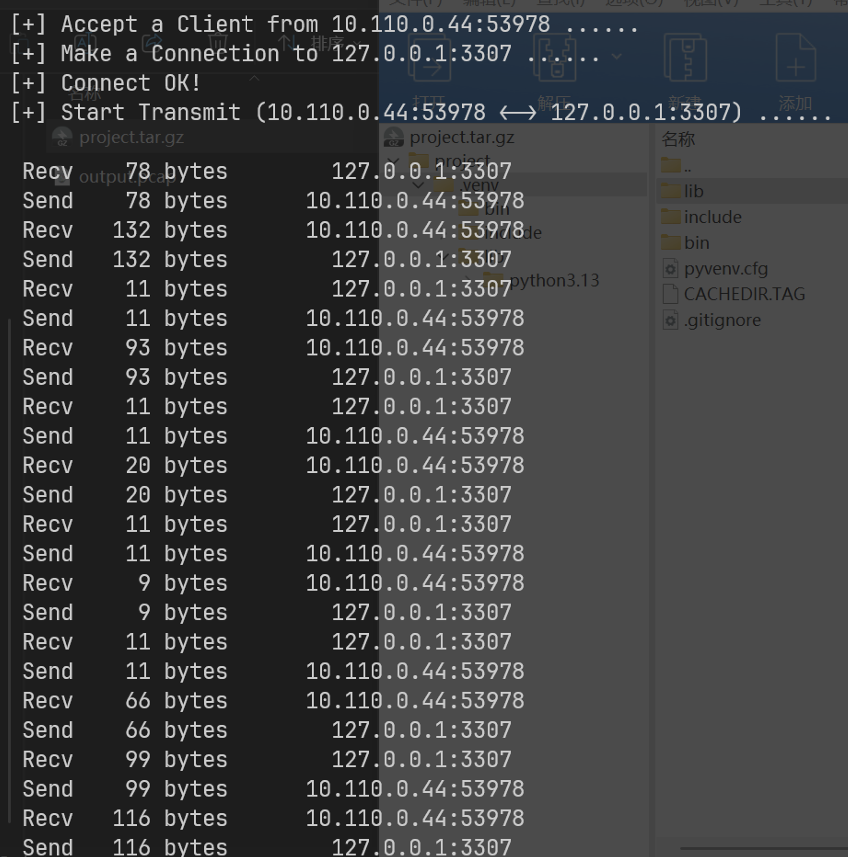 文件(F) 编辑(E) 查找(I) 选项(O) 视图(V) 工具(T)
[+] Accept a Client from 10.110.0.44:53978 ......
[+] Make a Connection to 127.0.0.1:3307 ......
[+] Connect OK!
[+] Start Transmit (10.110.0.44:53978 <-> 127.0.0.1:3307) ......
Recv 78 bytes 127.0.0.1:3307
Send 78 bytes 10.110.0.44:53978
Recv 132 bytes 10.110.0.44:53978
Send 132 bytes 127.0.0.1:3307
Recv 11 bytes 127.0.0.1:3307
Send 11 bytes 10.110.0.44:53978
Recv 93 bytes 10.110.0.44:53978
Send 93 bytes 127.0.0.1:3307
Recv 11 bytes 127.0.0.1:3307
Send 11 bytes 10.110.0.44:53978
Recv 20 bytes 10.110.0.44:53978
Send 20 bytes 127.0.0.1:3307
Recv 11 bytes 127.0.0.1:3307
Send 11 bytes 10.110.0.44:53978
Recv 9 bytes 10.110.0.44:53978
Send 9 bytes 127.0.0.1:3307
Recv 11 bytes 127.0.0.1:3307
Send 11 bytes 10.110.0.44:53978
Recv 66 bytes 10.110.0.44:53978
Send 66 bytes 127.0.0.1:3307
Recv 99 bytes 127.0.0.1:3307
Send 99 bytes 10.110.0.44:53978
Recv 116 bytes 10.110.0.44:53978
Send 116 bytes 127.0.0.1:3307
排序
名称
project.tar.gz
output.pcap
打开
解压
新建
添加
project.tar.gz
project
.venv
bin
include
python3.13
名称
..
lib
include
bin
pyvenv.cfg
CACHEDIR.TAG
.gitignore